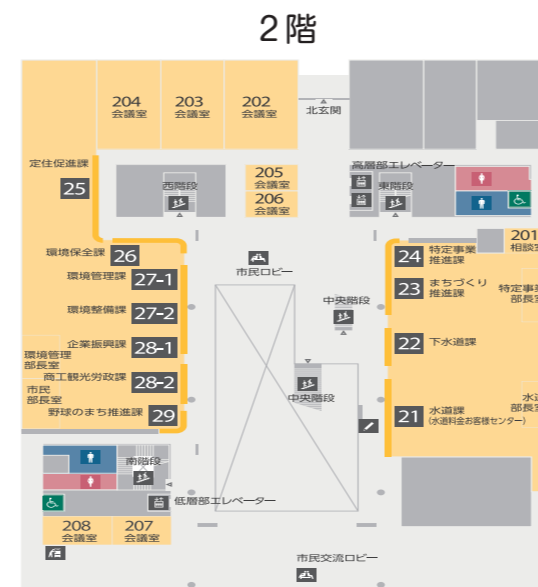 2階
204
会議室
203
会議室
202
会議室
北玄関
定住促進課
25
西階段
205
会議室
206
会議室
高層部エレベーター
東階段
環境保全課
26
環境管理課
27-1
環境整備課
27-2
企業振興課
28-1
環境管理
部長室
商工観光労政課
28-2
市民
部長室
野球のまち推進課
29
市民ロビー
中央階段
中央階段
201
相談
24
特定事業
推進課
23
まちづくり
推進課
特定事業
部長
22
下水道課
21
水道課
(水道料金お客様センター)
水道
部長
南階段
低層部エレベーター
208
会議室
207
会議室
市民交流ロビー